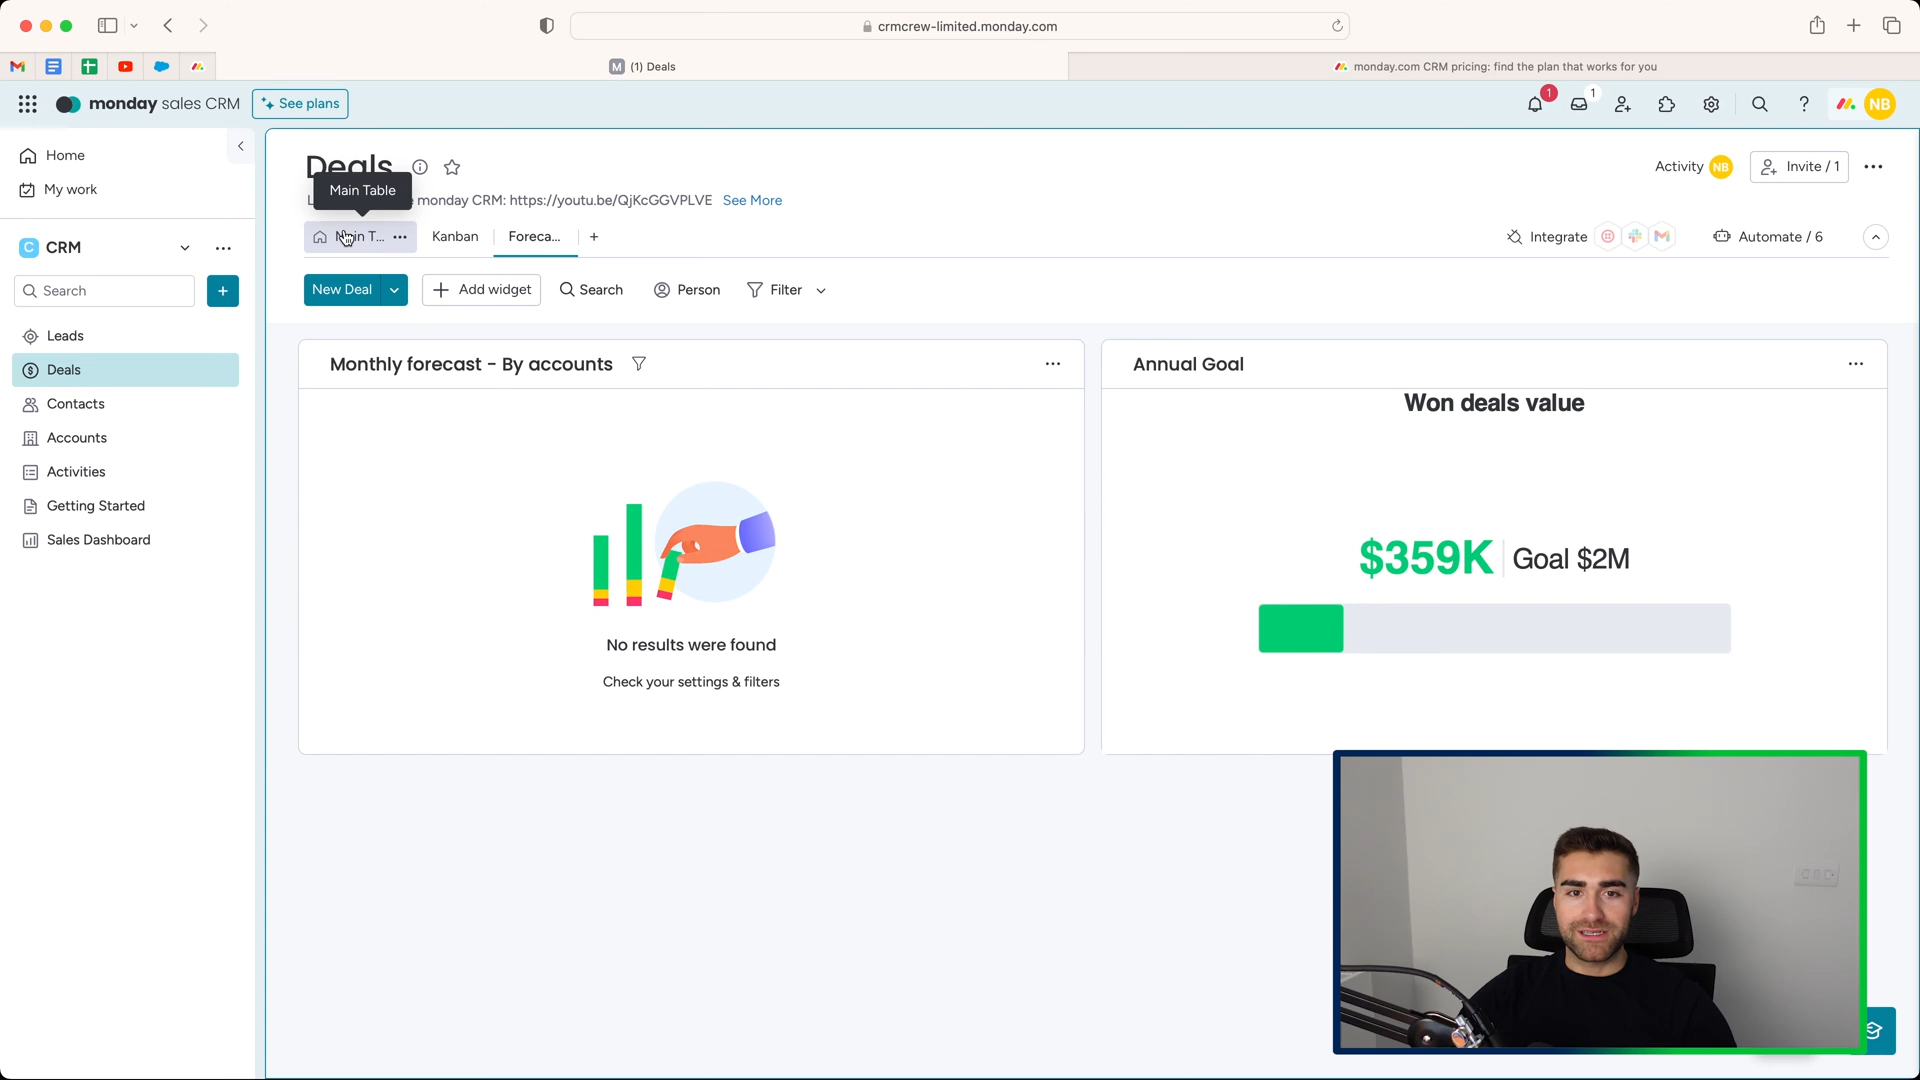 crmcrew-limited.monday.com
(1) Deals
monday.com CRM pricing: find the plan that works for you
monday sales CRM
See plans
1
1
NB
Home
My work
CRM
Search
Leads
Deals
Contacts
Accounts
Activities
Getting Started
Sales Dashboard
Deals
Activity NB
Invite / 1
Main Table
monday CRM: https://youtu.be/QjKcGGVPLVE See More
Main T...
Kanban
Foreca...
Integrate
Automate / 6
New Deal
Add widget
Search
Person
Filter
Monthly forecast - By accounts
No results were found
Check your settings & filters
Annual Goal
Won deals value
$359K Goal $2M